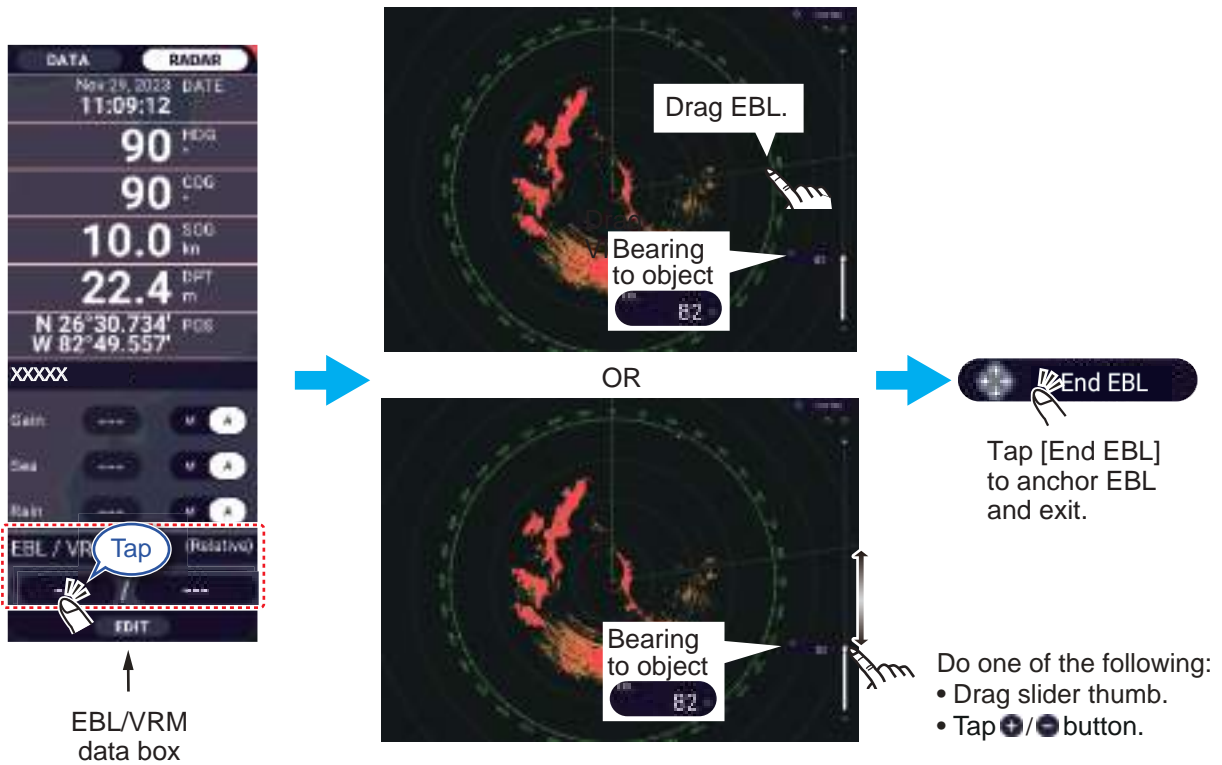 DATA RADAR
Nov 29, 2023 DATE
11:09:12
90 HDG
90 COG
10.0 SOG
kn
22.4 DPT
m
N 26°30.734' POS
W 82°49.557'
XXXXX
Gain --- M A
Sea --- M A
Rain --- M A
EBL / VR (Relative)
Tap
--- / ---
EDIT
EBL/VRM
data box
Drag EBL.
Bearing
to object
82
OR
Bearing
to object
82
End EBL
Tap [End EBL]
to anchor EBL
and exit.
Do one of the following:
• Drag slider thumb.
• Tap +/- button.